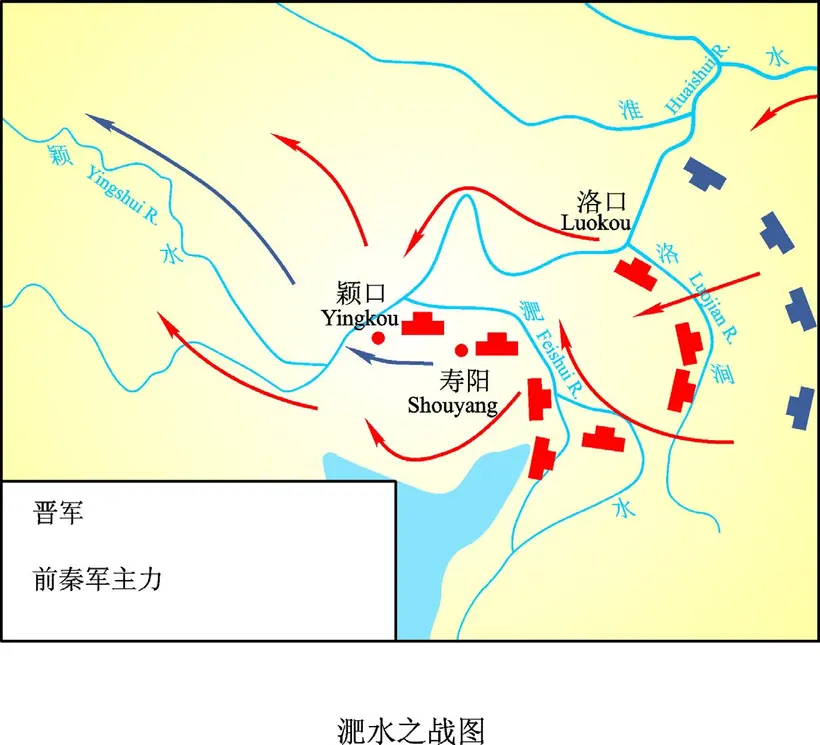 水
淮
Huaishui R.
颍
Yingshui R.
水
洛口
Luokou
洛
Luojian R.
涧
颍口
Yingkou
淝
Feishui R.
水
寿阳
Shouyang
晋军
前秦军主力
淝水之战图